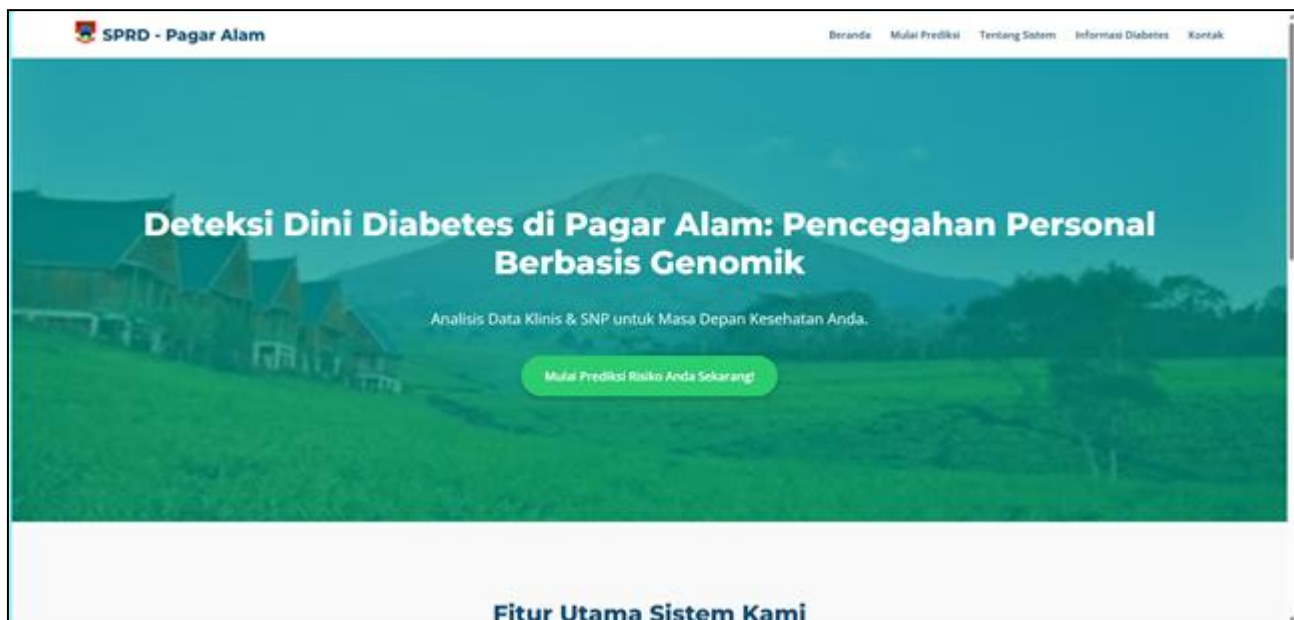 SPRD - Pagar Alam
Beranda Mulai Prediksi Tentang Sistem Informasi Diabetes Kontak
Deteksi Dini Diabetes di Pagar Alam: Pencegahan Personal
Berbasis Genomik
Analisis Data Klinis & SNP untuk Masa Depan Kesehatan Anda.
Mulai Prediksi Risiko Anda Sekarang!
Fitur Utama Sistem Kami